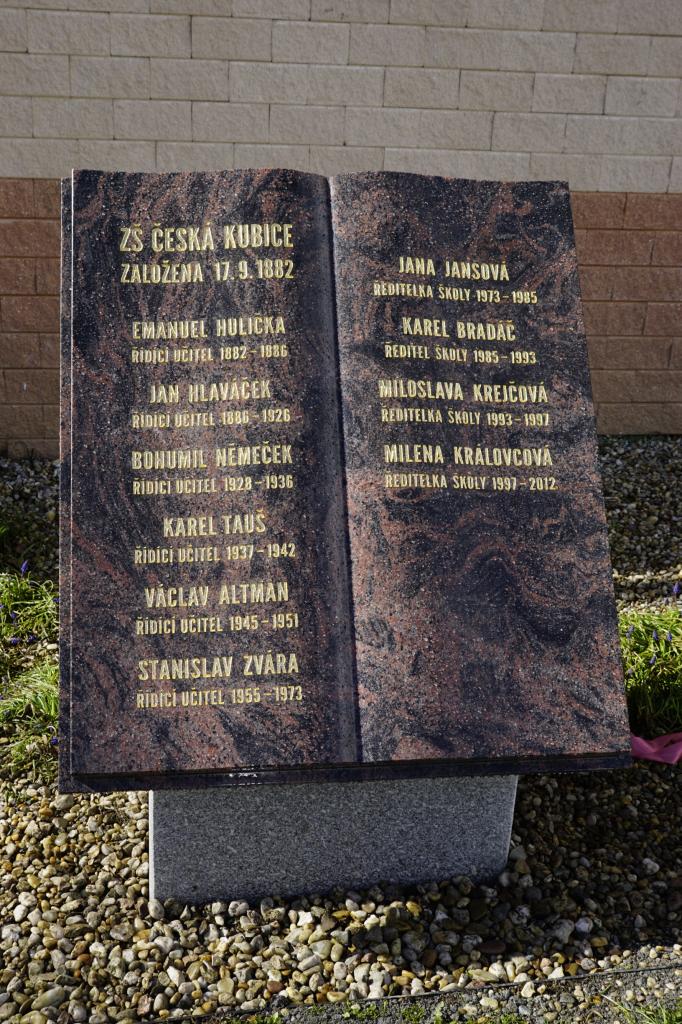 ZŠ ČESKÁ KUBICE
ZALOŽENA 17. 9. 1882
EMANUEL HULIČKA
ŘÍDÍCÍ UČITEL 1882 – 1886
JAN HLAVÁČEK
ŘÍDÍCÍ UČITEL 1886 – 1926
BOHUMIL NĚMEČEK
ŘÍDÍCÍ UČITEL 1928 – 1936
KAREL TAUŠ
ŘÍDÍCÍ UČITEL 1937 – 1942
VÁCLAV ALTMAN
ŘÍDÍCÍ UČITEL 1945 – 1951
STANISLAV ZVÁRA
ŘÍDÍCÍ UČITEL 1955 – 1973
JANA JANSOVÁ
ŘEDITELKA ŠKOLY 1973 – 1985
KAREL BRADÁČ
ŘEDITEL ŠKOLY 1985 – 1993
MILOSLAVA KREJČOVÁ
ŘEDITELKA ŠKOLY 1993 – 1997
MILENA KRÁLOVCOVÁ
ŘEDITELKA ŠKOLY 1997 – 2012